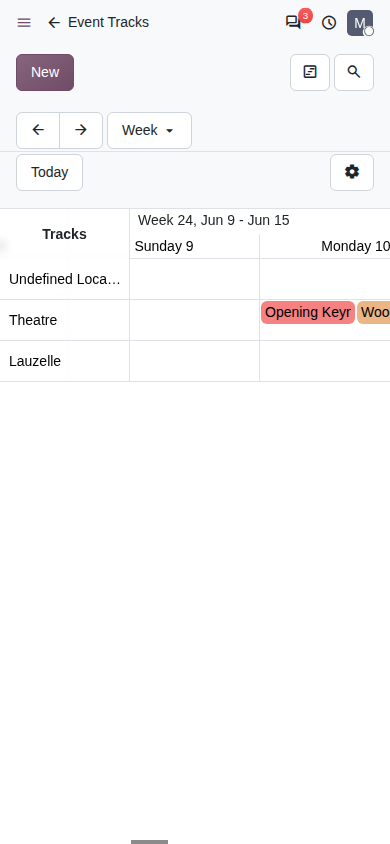 Event Tracks
3
M
New
Week
Today
Tracks
Week 24, Jun 9 - Jun 15
Sunday 9
Monday 10
Undefined Loca…
Theatre
Opening Keyr
Woo
Lauzelle